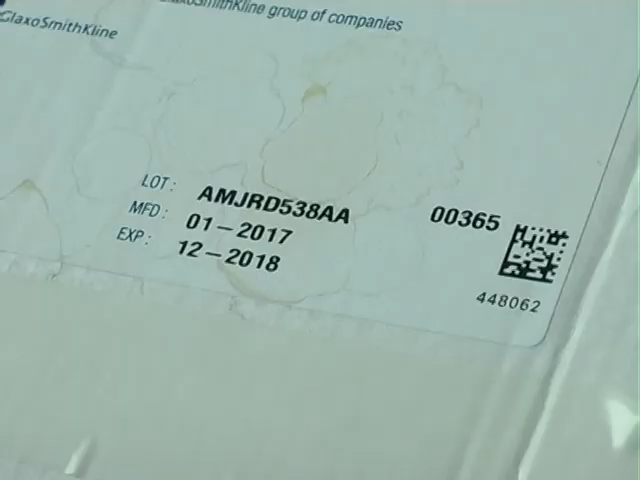 GlaxoSmithKline
GlaxoSmithKline group of companies
LOT: AMJRD538AA 00365
MFD: 01-2017
EXP: 12-2018
448062